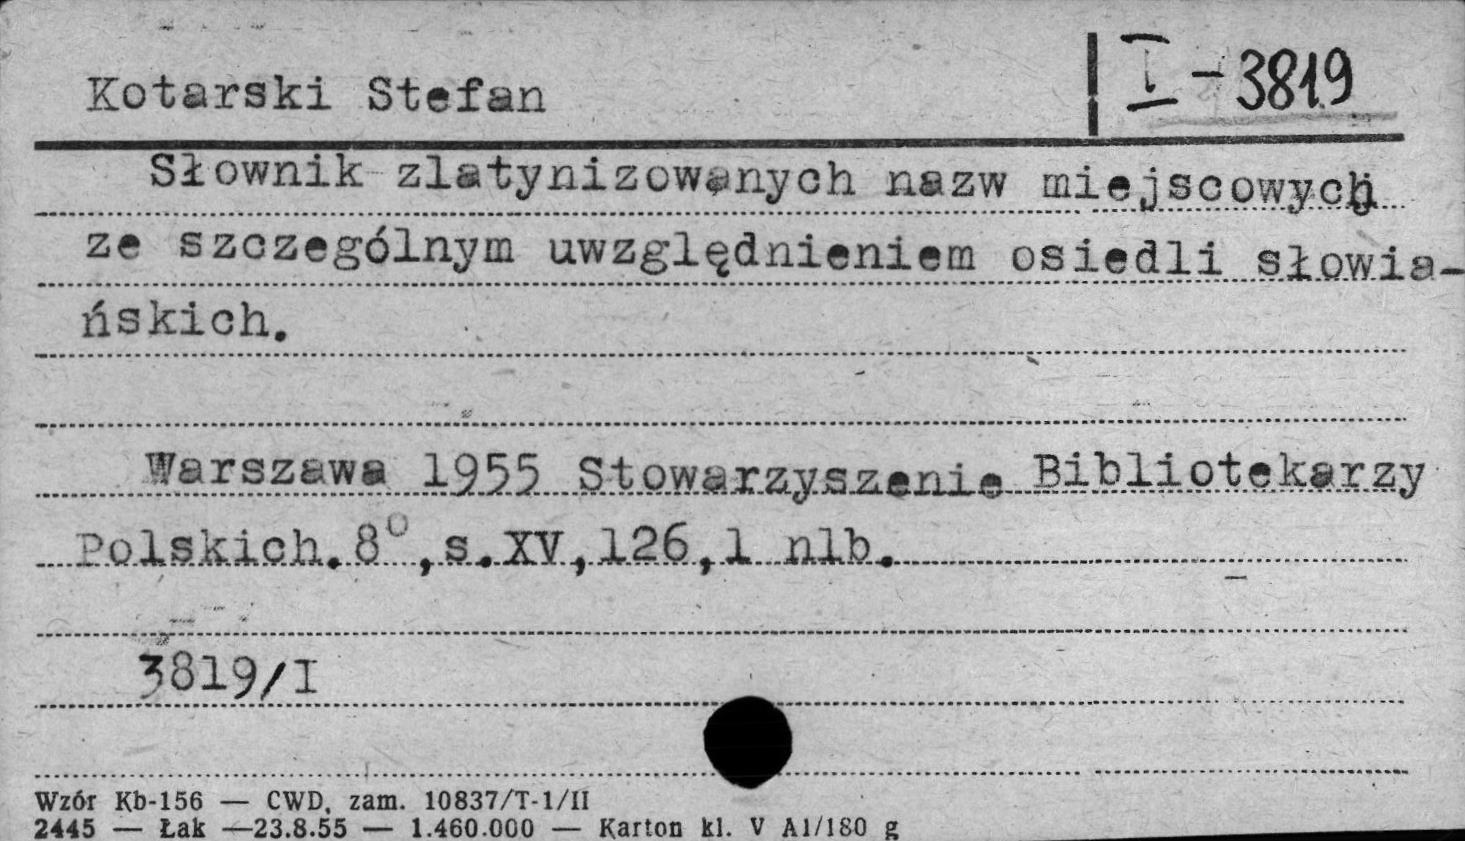 Kotarski Stefan
I - 3819
Słownik zlatynizowanych nazw miejscowych
ze szczególnym uwzględnieniem osiedli słowia-
ńskich.
Warszawa 1955 Stowarzyszenie Bibliotekarzy
Polskich. 8°, s. XV, 126, 1 nlb.
3819/I
Wzór Kb-156 — CWD, zam. 10837/T-1/II
2445 — Łak — 23.8.55 — 1.460.000 — Karton kl. V A1/180 g